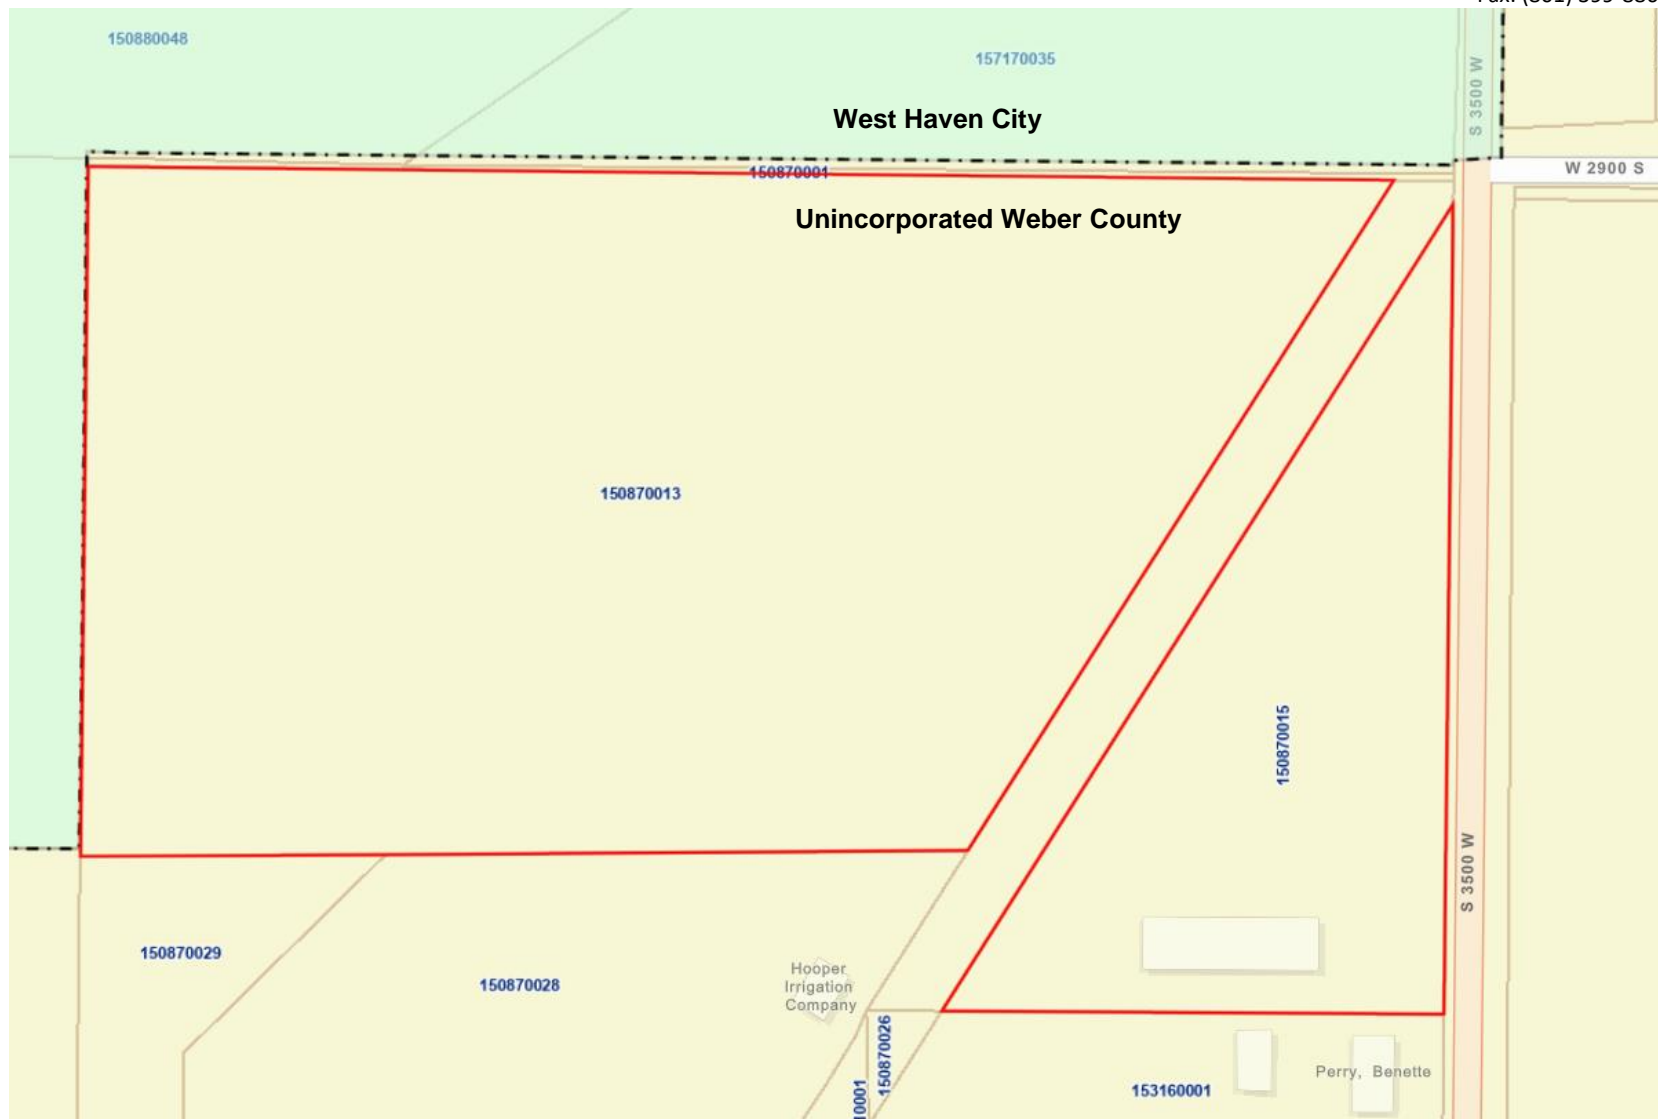 150880048
157170035
S 3500 W
West Haven City
150870001
W 2900 S
Unincorporated Weber County
150870013
150870015
S 3500 W
150870029
150870028
Hooper
Irrigation
Company
150870026
Perry, Benette
153160001